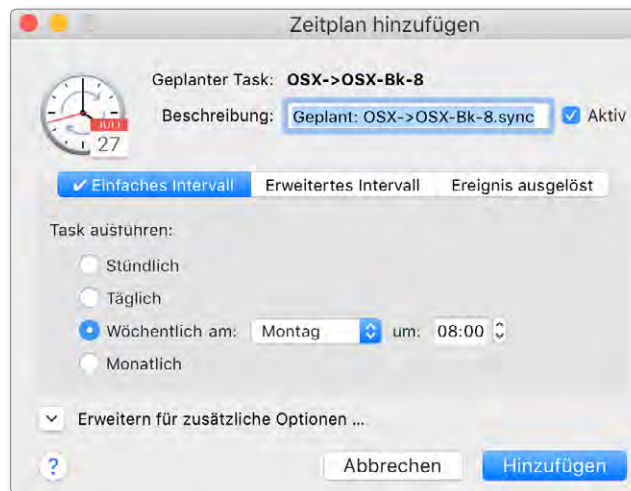 Zeitplan hinzufügen
Geplanter Task: OSX->OSX-Bk-8
Beschreibung: Geplant: OSX->OSX-Bk-8.sync Aktiv
JULI
27
Einfaches Intervall Erweitertes Intervall Ereignis ausgelöst
Task ausführen:
Stündlich
Täglich
Wöchentlich am: Montag um: 08:00
Monatlich
Erweitern für zusätzliche Optionen ...
? Abbrechen Hinzufügen